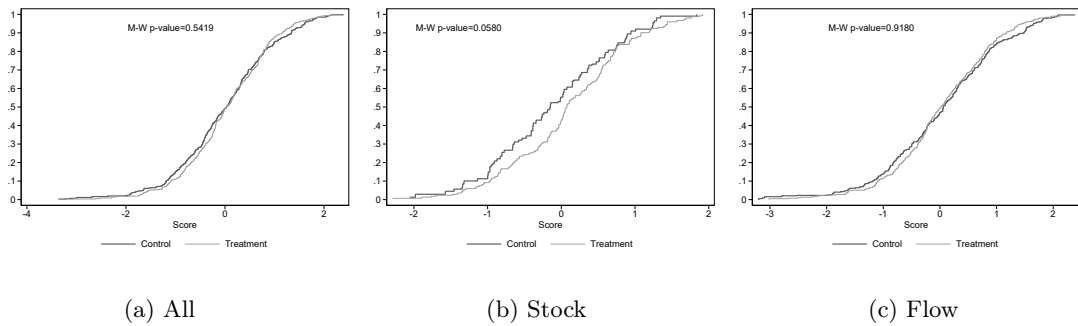 M-W p-value=0.5419
1
.9
.8
.7
.6
.5
.4
.3
.2
.1
0
-4 -2 0 2
Score
Control Treatment
(a) All
M-W p-value=0.0580
1
.9
.8
.7
.6
.5
.4
.3
.2
.1
0
-2 -1 0 1 2
Score
Control Treatment
(b) Stock
M-W p-value=0.9180
1
.9
.8
.7
.6
.5
.4
.3
.2
.1
0
-3 -2 -1 0 1 2
Score
Control Treatment
(c) Flow